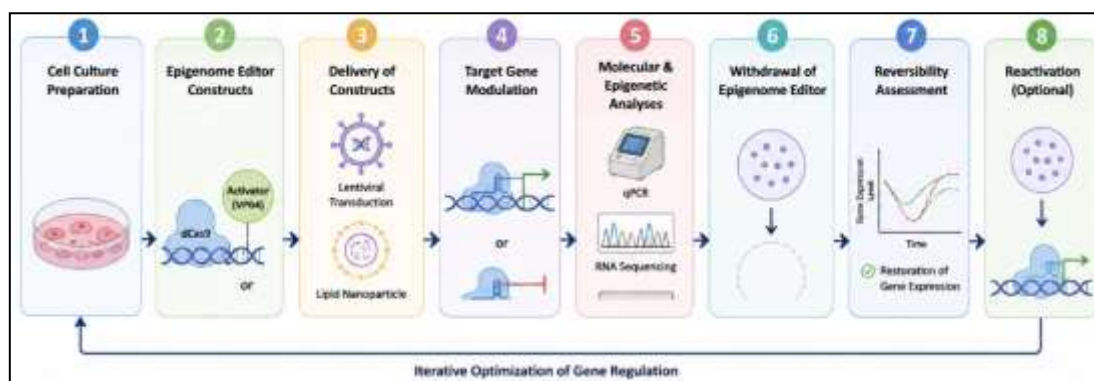 1
Cell Culture
Preparation
2
Epigenome Editor
Constructs
dCas9
Activator
(VP64)
or
3
Delivery of
Constructs
Lentiviral
Transduction
Lipid Nanoparticle
4
Target Gene
Modulation
or
5
Molecular &
Epigenetic
Analyses
qPCR
RNA Sequencing
6
Withdrawal of
Epigenome Editor
7
Reversibility
Assessment
Gene Expression
Level
Time
Restoration of
Gene Expression
8
Reactivation
(Optional)
Iterative Optimization of Gene Regulation